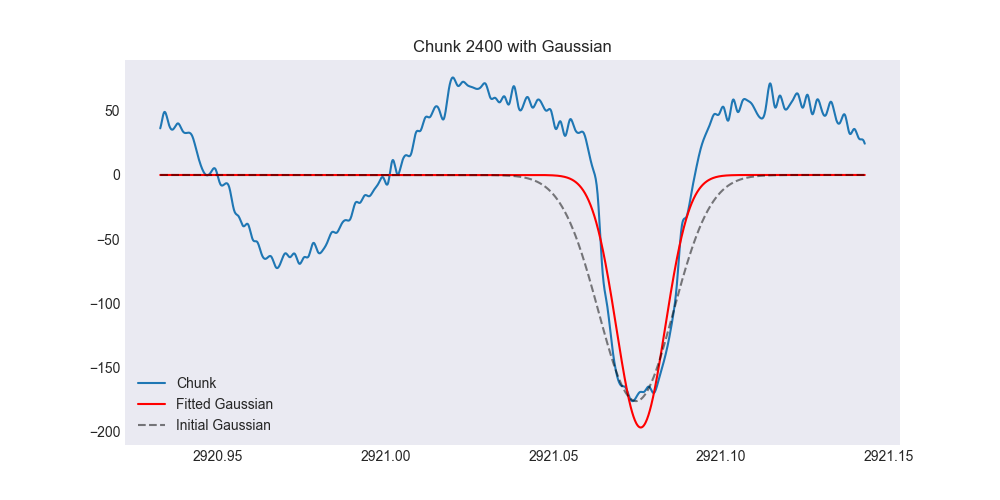 Chunk 2400 with Gaussian
50
0
−50
−100
−150
−200
Chunk
Fitted Gaussian
Initial Gaussian
2920.95 2921.00 2921.05 2921.10 2921.15